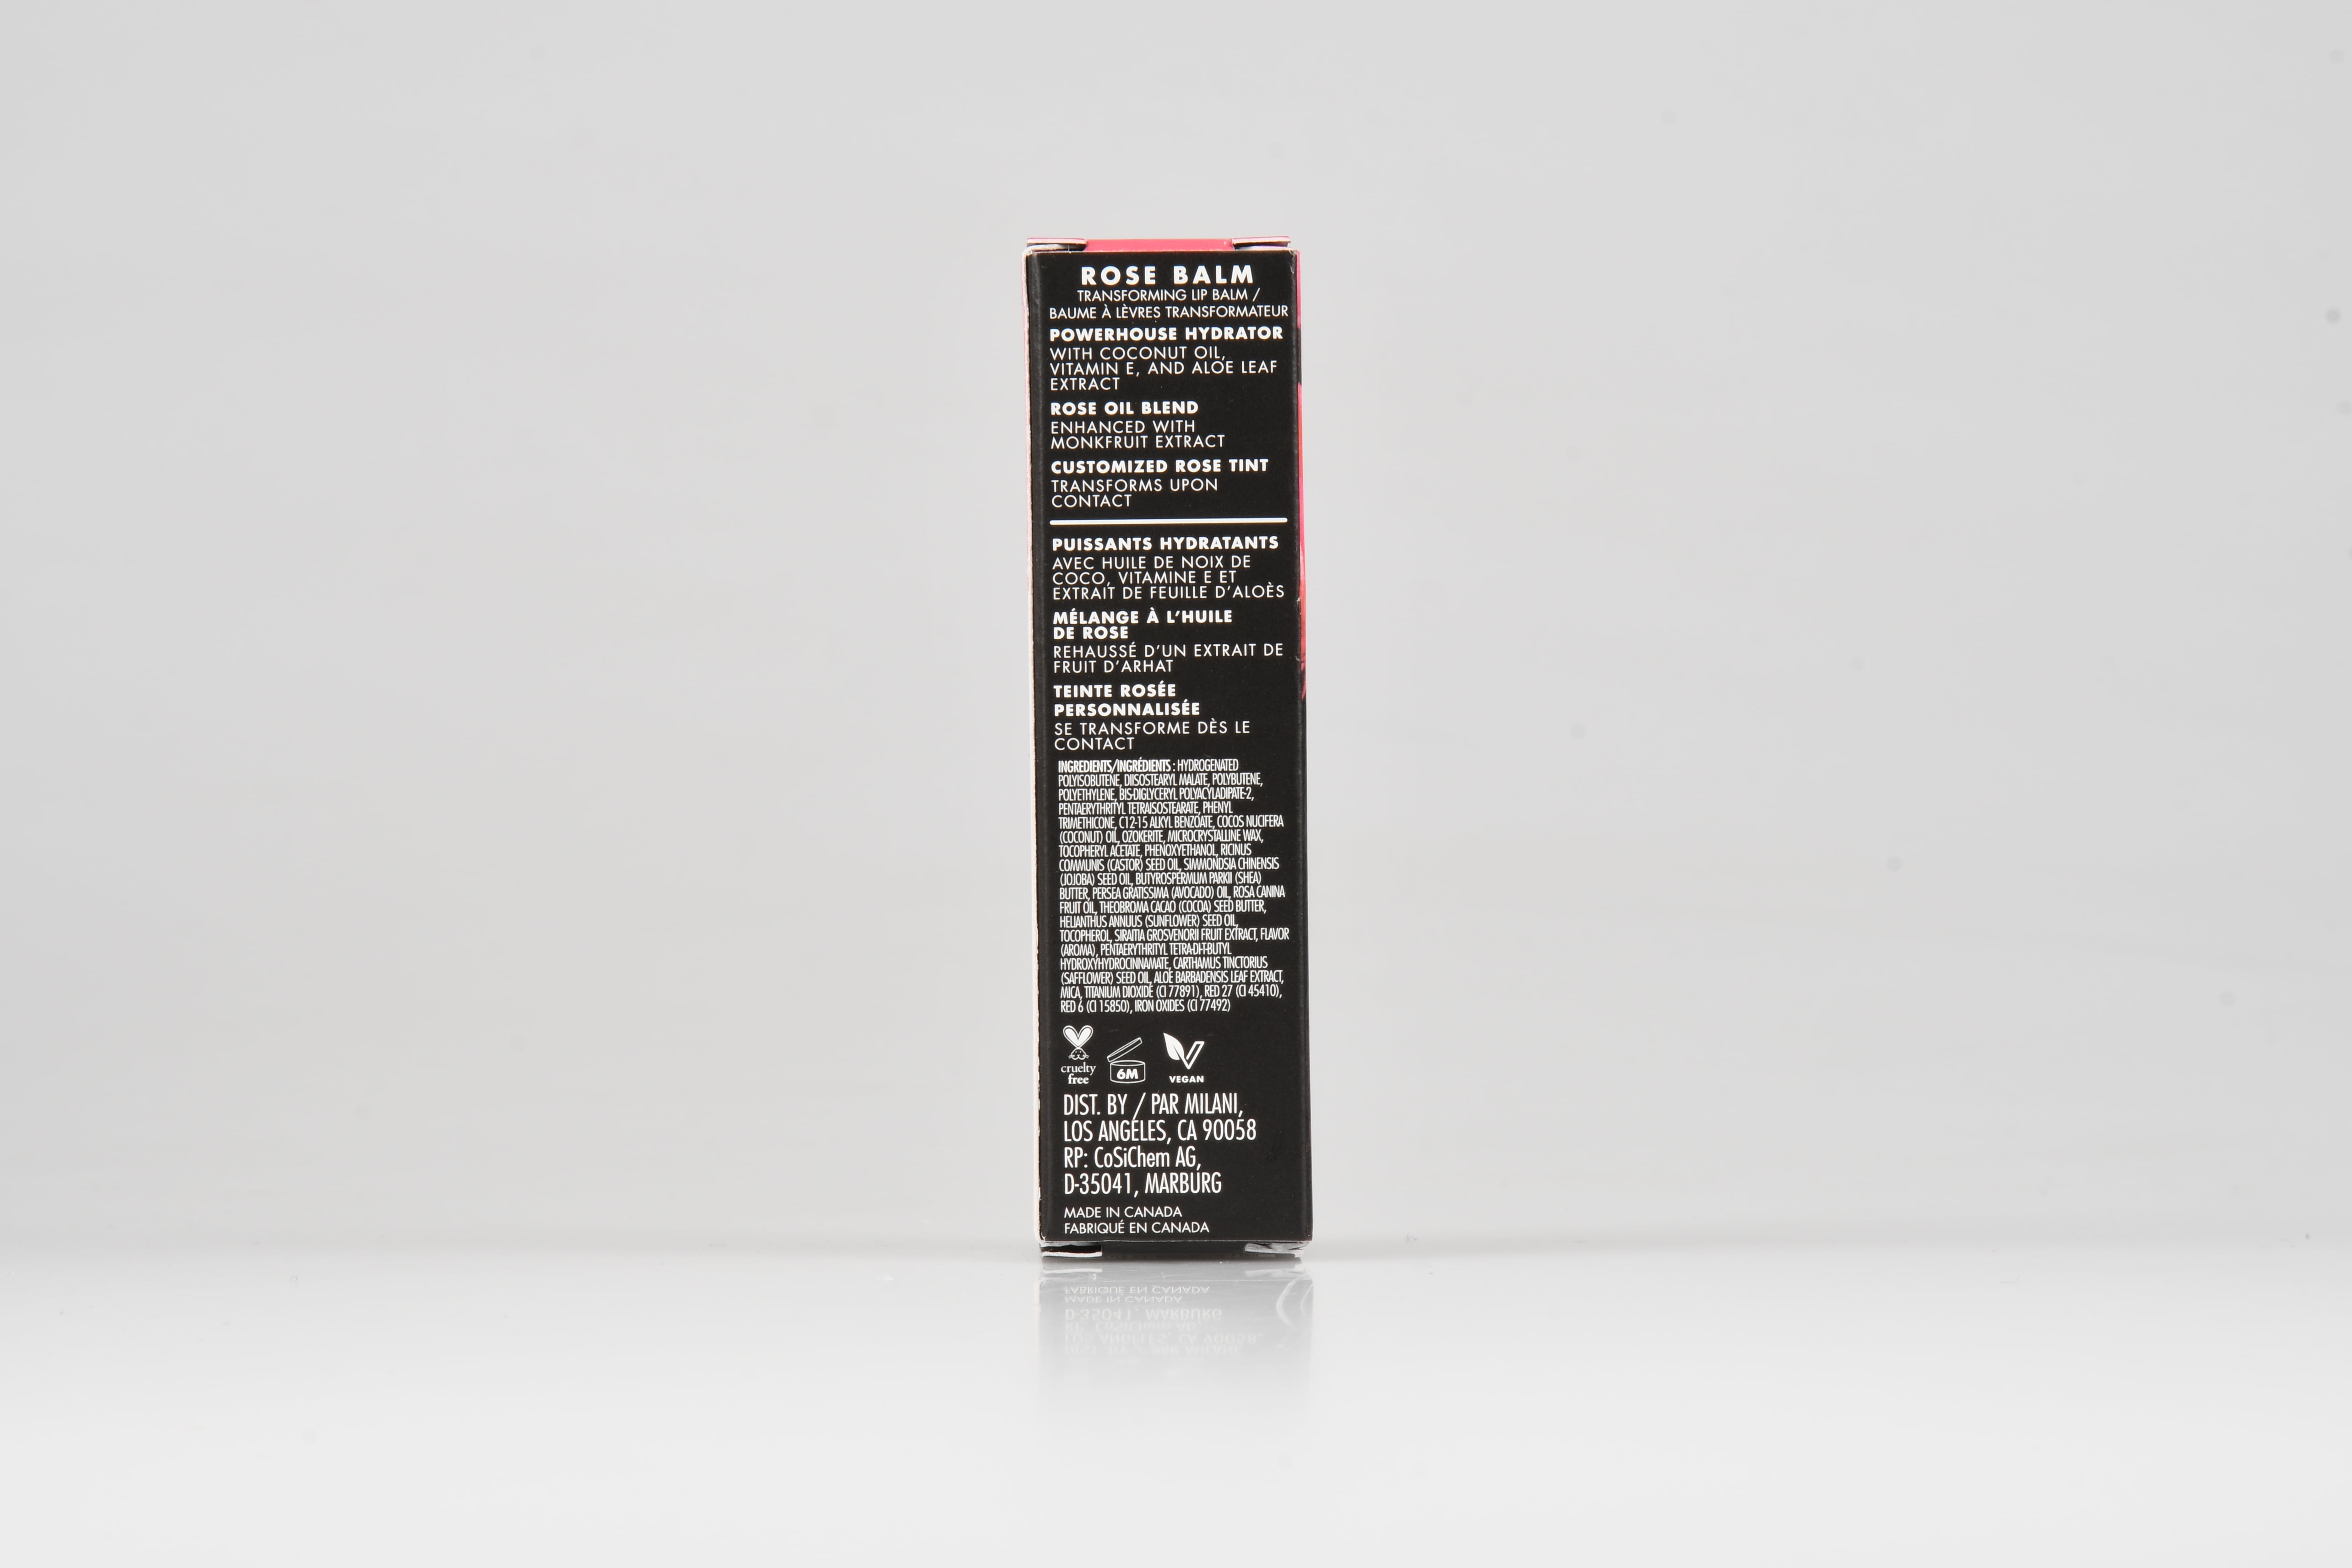 ROSE BALM
TRANSFORMING LIP BALM /
BAUME À LÈVRES TRANSFORMATEUR
POWERHOUSE HYDRATOR
WITH COCONUT OIL,
VITAMIN E, AND ALOE LEAF
EXTRACT
ROSE OIL BLEND
ENHANCED WITH
MONKFRUIT EXTRACT
CUSTOMIZED ROSE TINT
TRANSFORMS UPON
CONTACT
PUISSANTS HYDRATANTS
AVEC HUILE DE NOIX DE
COCO, VITAMINE E ET
EXTRAIT DE FEUILLE D'ALOÈS
MÉLANGE À L'HUILE
DE ROSE
REHAUSSÉ D'UN EXTRAIT DE
FRUIT D'ARHAT
TEINTE ROSÉE
PERSONNALISÉE
SE TRANSFORME DÈS LE
CONTACT
INGREDIENTS/INGRÉDIENTS : HYDROGENATED
POLYISOBUTENE, DIISOSTEARYL MALATE, POLYBUTENE,
POLYETHYLENE, BIS-DIGLYCERYL POLYACYLADIPATE-2,
PENTAERYTHRITYL TETRAISOSTEARATE, PHENYL
TRIMETHICONE, C12-15 ALKYL BENZOATE, COCOS NUCIFERA
(COCONUT) OIL, OZOKERITE, MICROCRYSTALLINE WAX,
TOCOPHERYL ACETATE, PHENOXYETHANOL, RICINUS
COMMUNIS (CASTOR) SEED OIL, SIMMONDSIA CHINENSIS
(JOJOBA) SEED OIL, BUTYROSPERMUM PARKII (SHEA)
BUTTER, PERSEA GRATISSIMA (AVOCADO) OIL, ROSA CANINA
FRUIT OIL, THEOBROMA CACAO (COCOA) SEED BUTTER,
HELIANTHUS ANNUUS (SUNFLOWER) SEED OIL,
TOCOPHEROL, SIRAITIA GROSVENORII FRUIT EXTRACT, FLAVOR
(AROMA), PENTAERYTHRITYL TETRA-DI-T-BUTYL
HYDROXYHYDROCINNAMATE, CARTHAMUS TINCTORIUS
(SAFFLOWER) SEED OIL, ALOE BARBADENSIS LEAF EXTRACT,
MICA, TITANIUM DIOXIDE (CI 77891), RED 27 (CI 45410),
RED 6 (CI 15850), IRON OXIDES (CI 77492)
cruelty
free
6M
VEGAN
DIST. BY / PAR MILANI,
LOS ANGELES, CA 90058
RP: CoSiChem AG,
D-35041, MARBURG
MADE IN CANADA
FABRIQUÉ EN CANADA